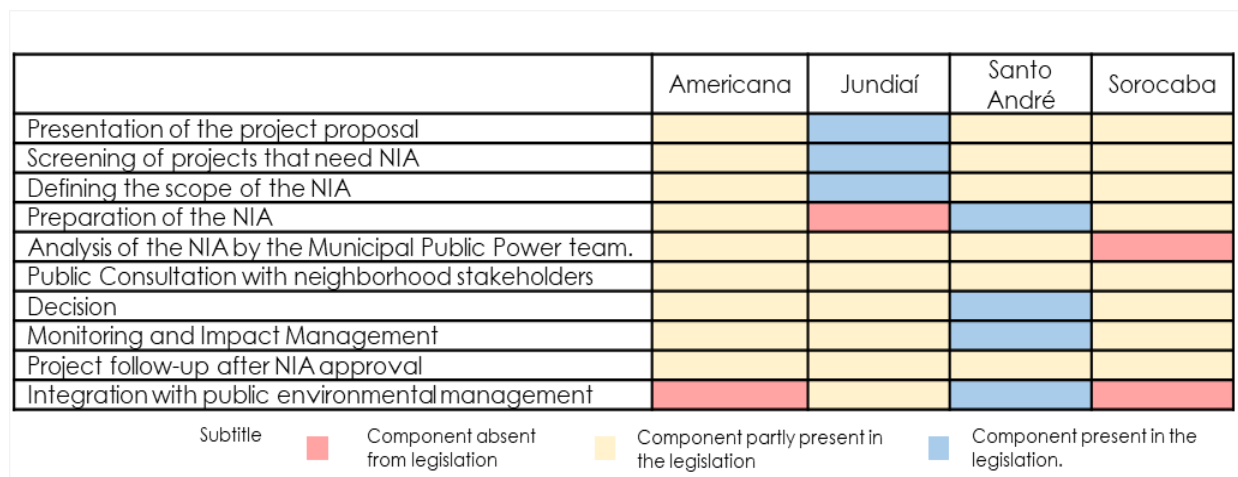 Americana Jundiaí Santo André Sorocaba
Presentation of the project proposal
Screening of projects that need NIA
Defining the scope of the NIA
Preparation of the NIA
Analysis of the NIA by the Municipal Public Power team.
Public Consultation with neighborhood stakeholders
Decision
Monitoring and Impact Management
Project follow-up after NIA approval
Integration with public environmental management
Subtitle
Component absent
from legislation
Component partly present in
the legislation
Component present in the
legislation.